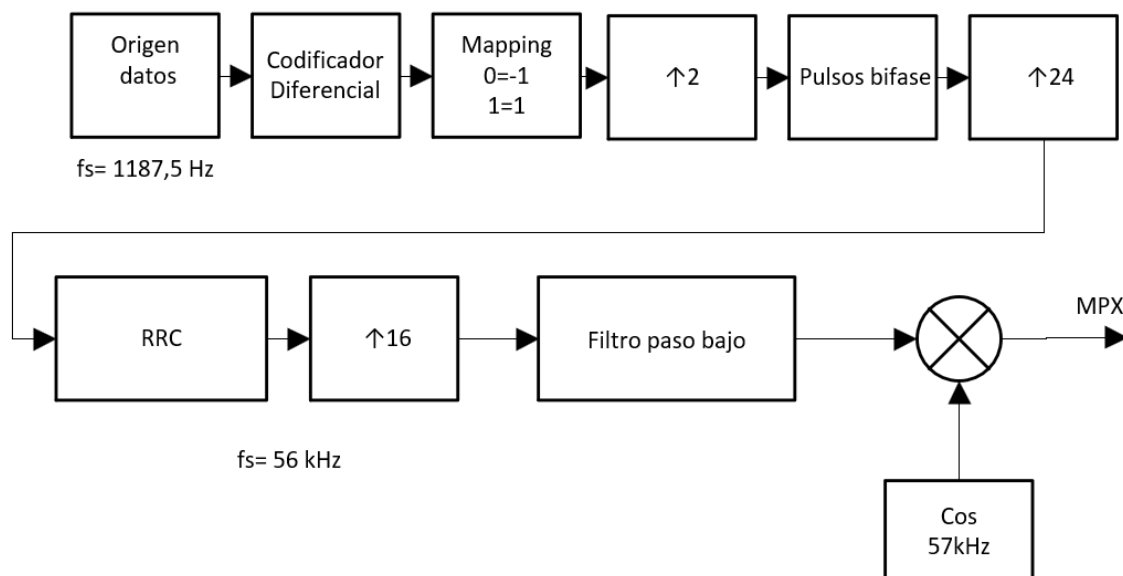 Origen
datos
Codificador
Diferencial
Mapping
0=-1
1=1
↑2
Pulsos bifase
↑24
fs= 1187,5 Hz
RRC
↑16
Filtro paso bajo
MPX
fs= 56 kHz
Cos
57kHz